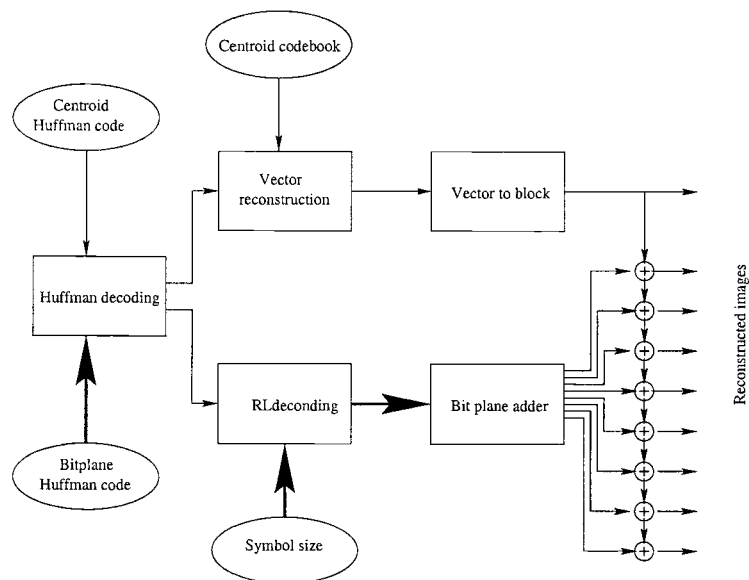 Centroid codebook
Centroid
Huffman code
Vector
reconstruction
Vector to block
Huffman decoding
RLdeconding
Bit plane adder
Bitplane
Huffman code
Symbol size
Reconstructed images
+
+
+
+
+
+
+
+